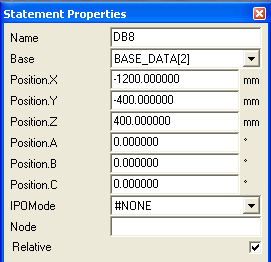 Statement Properties
Name DB8
Base BASE_DATA[2]
Position.X -1200.000000 mm
Position.Y -400.000000 mm
Position.Z 400.000000 mm
Position.A 0.000000 °
Position.B 0.000000 °
Position.C 0.000000 °
IPOMode #NONE
Node
Relative